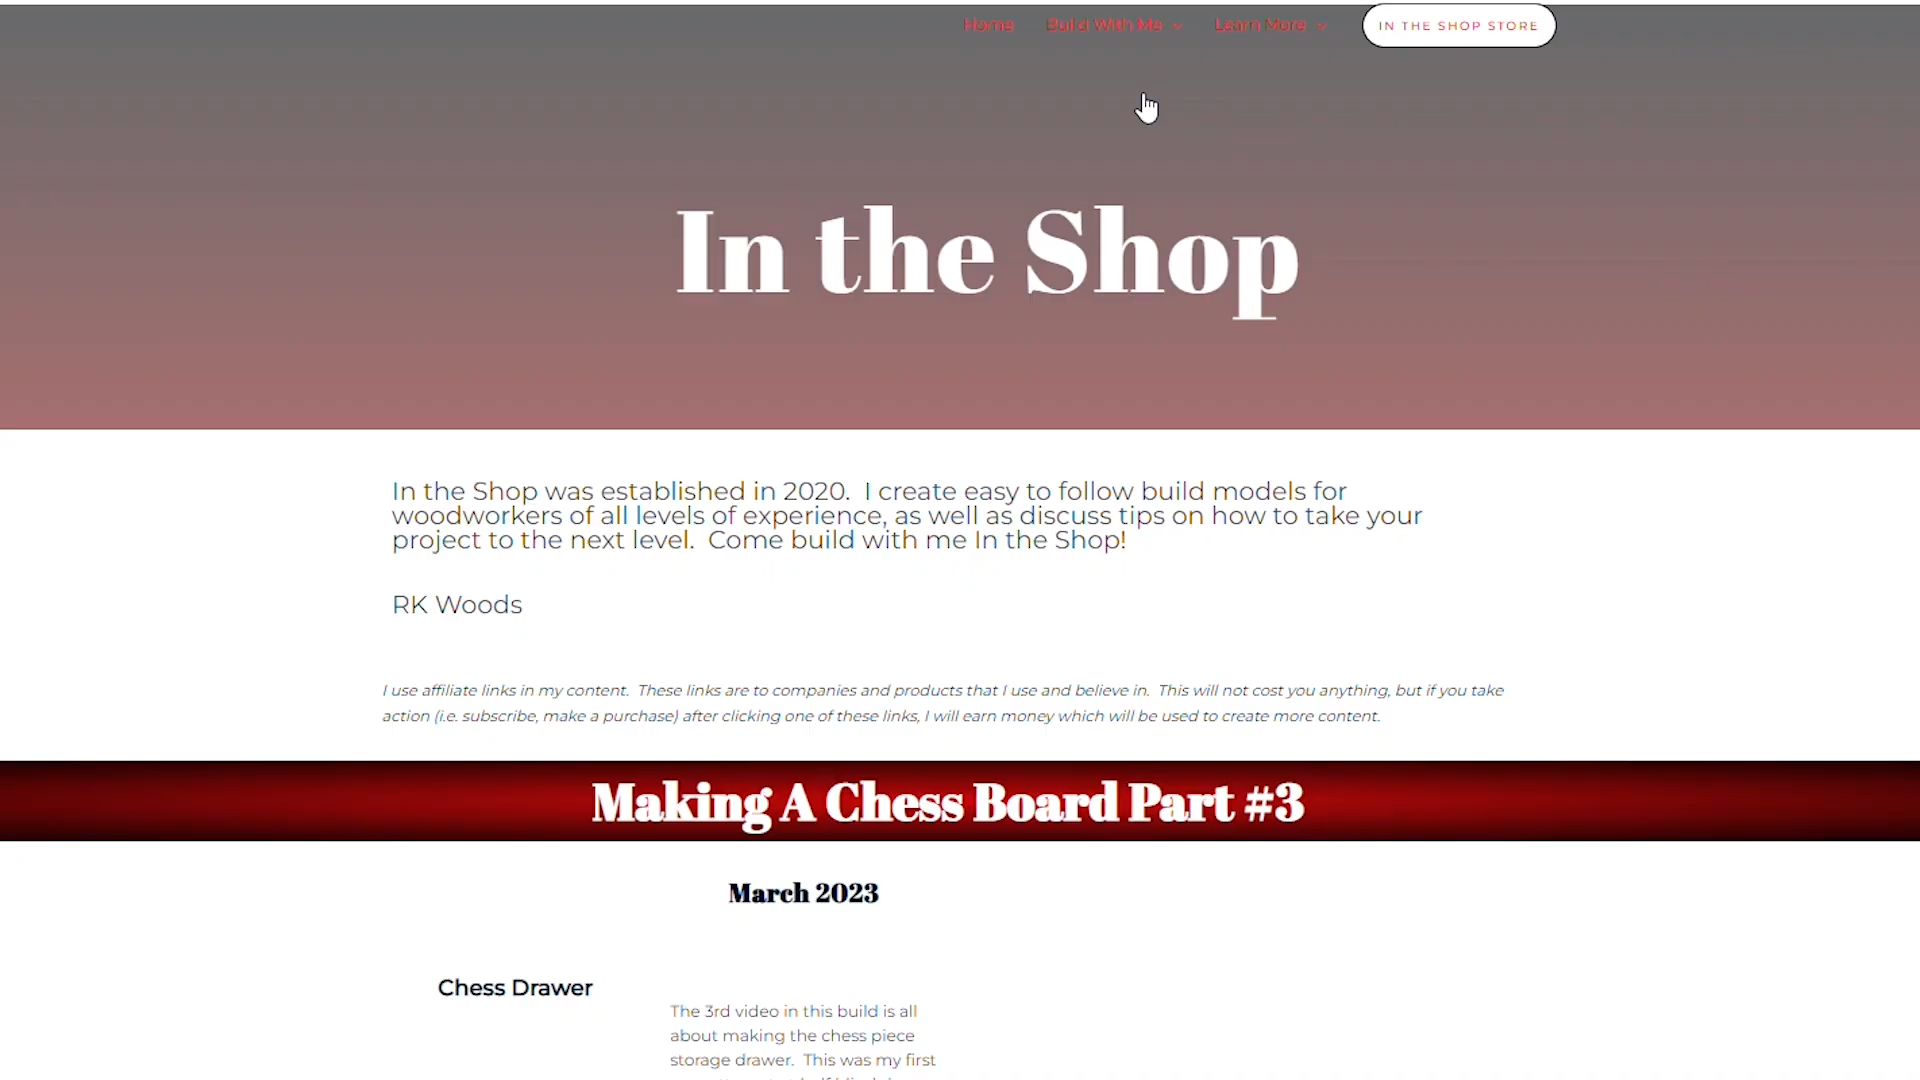 Home Build With Me Learn More IN THE SHOP STORE
In the Shop
In the Shop was established in 2020. I create easy to follow build models for
woodworkers of all levels of experience, as well as discuss tips on how to take your
project to the next level. Come build with me In the Shop!
RK Woods
I use affiliate links in my content. These links are to companies and products that I use and believe in. This will not cost you anything, but if you take
action (i.e. subscribe, make a purchase) after clicking one of these links, I will earn money which will be used to create more content.
Making A Chess Board Part #3
March 2023
Chess Drawer
The 3rd video in this build is all
about making the chess piece
storage drawer. This was my first